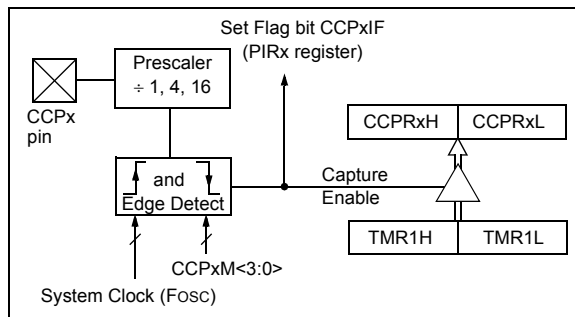 Set Flag bit CCPxIF
(PIRx register)
Prescaler
÷ 1, 4, 16
CCPx
pin
CCPRxH
CCPRxL
and
Edge Detect
Capture
Enable
TMR1H
TMR1L
CCPxM<3:0>
System Clock (FOSC)